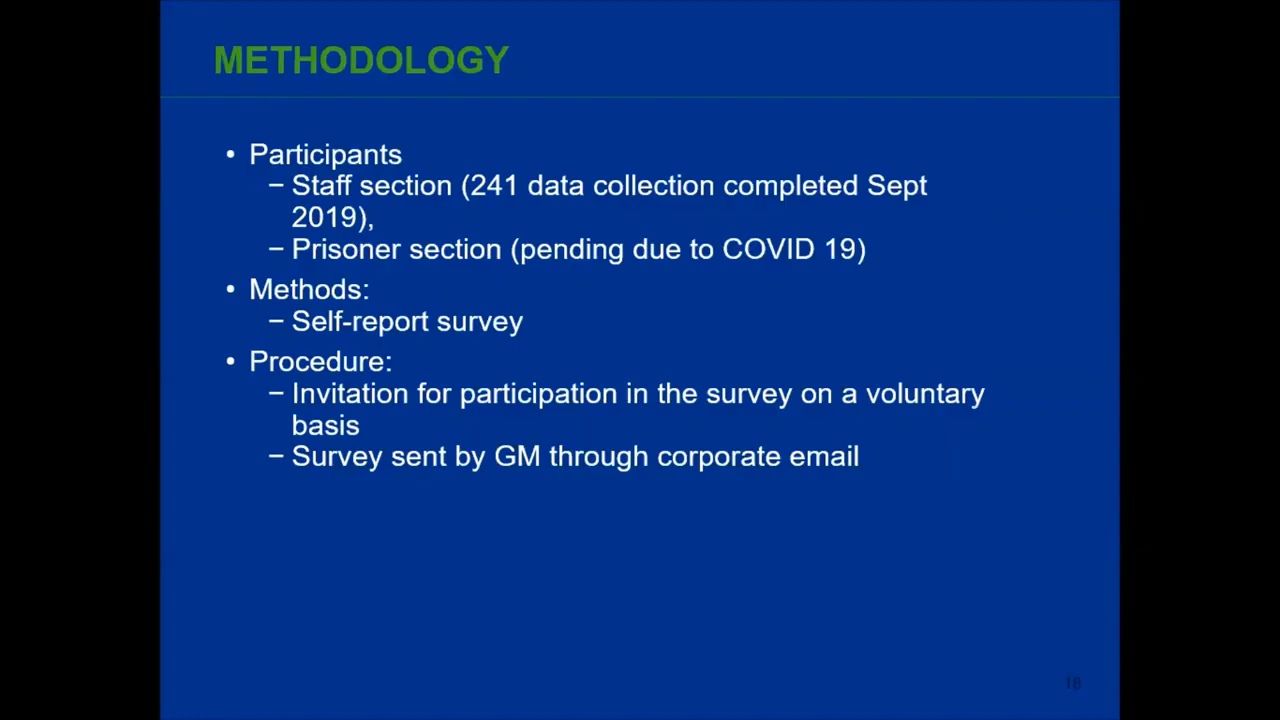 METHODOLOGY
• Participants
− Staff section (241 data collection completed Sept
2019),
− Prisoner section (pending due to COVID 19)
• Methods:
− Self-report survey
• Procedure:
− Invitation for participation in the survey on a voluntary
basis
− Survey sent by GM through corporate email
18